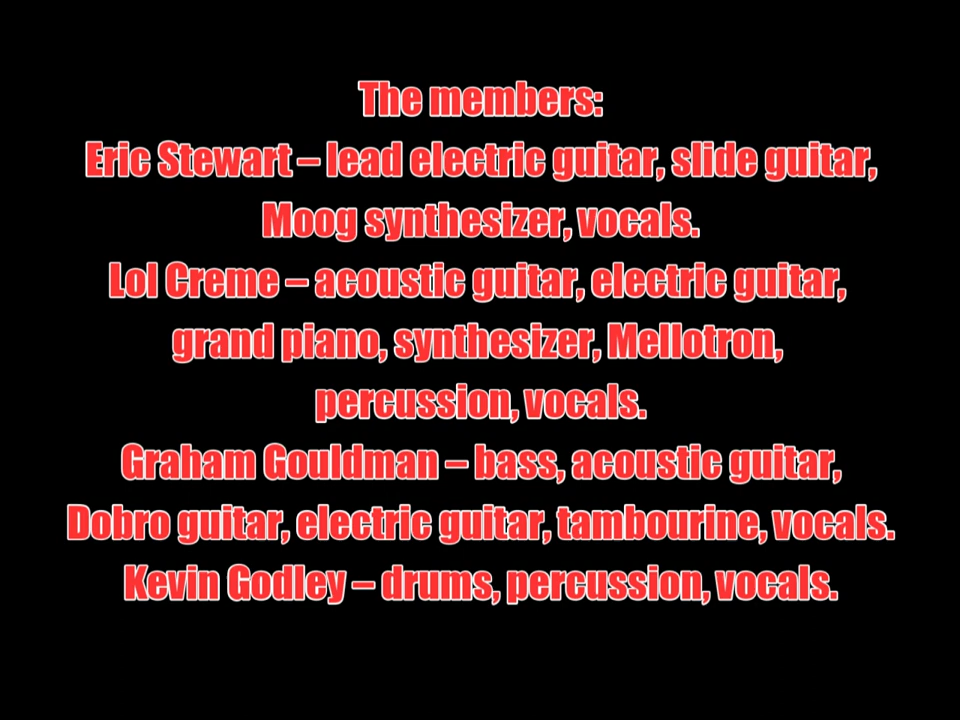 The members:
Eric Stewart – lead electric guitar, slide guitar,
Moog synthesizer, vocals.
Lol Creme – acoustic guitar, electric guitar,
grand piano, synthesizer, Mellotron,
percussion, vocals.
Graham Gouldman – bass, acoustic guitar,
Dobro guitar, electric guitar, tambourine, vocals.
Kevin Godley – drums, percussion, vocals.